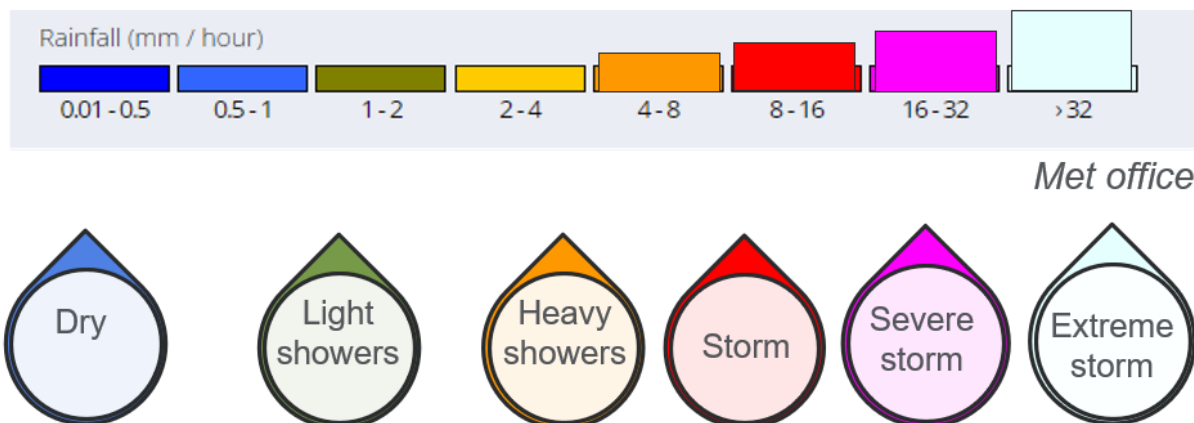 Rainfall (mm / hour)
0.01 - 0.5 0.5 - 1 1 - 2 2 - 4 4 - 8 8 - 16 16 - 32 › 32
Met office
Dry
Light
showers
Heavy
showers
Storm
Severe
storm
Extreme
storm